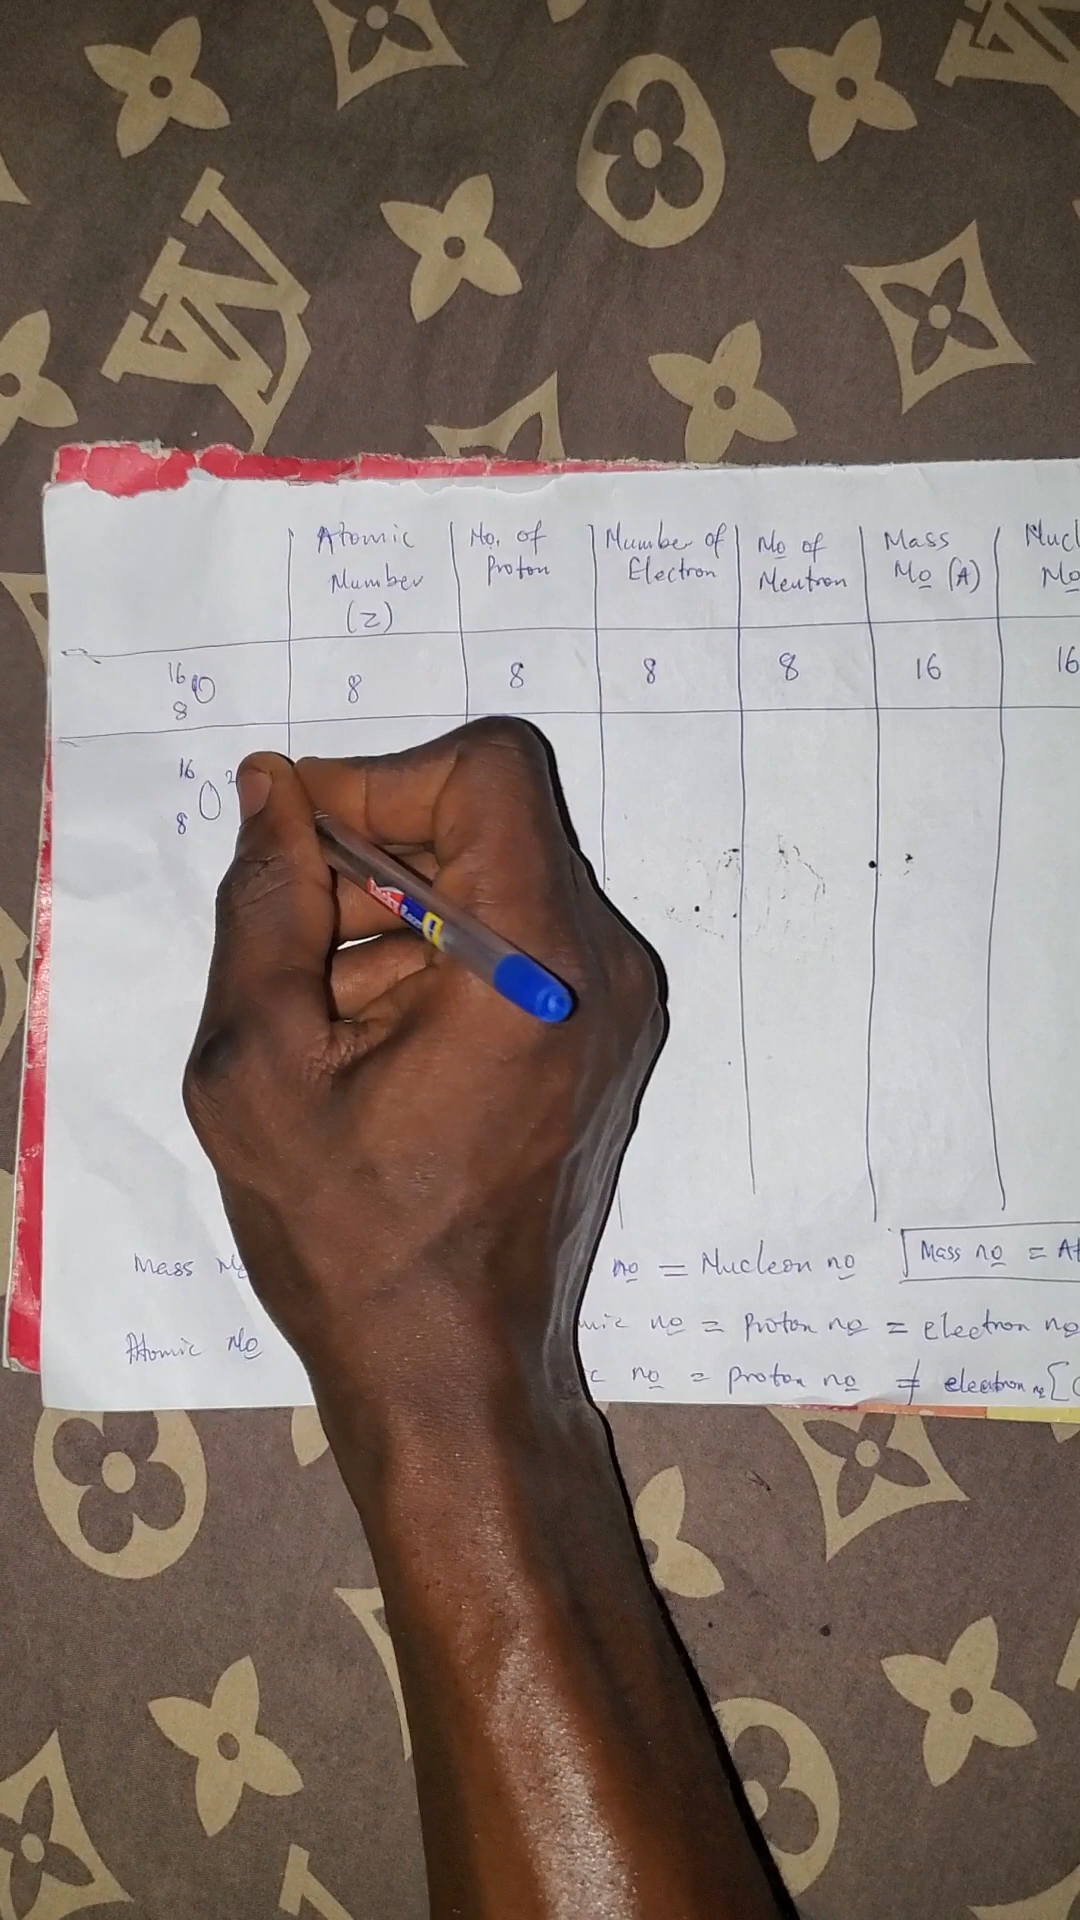 Atomic Number (Z)
No. of Proton
Number of Electron
No of Neutron
Mass No (A)
16 8 O
8
8
8
8
16
16
16 8 O 2
Mass
no = Nucleon no
Mass no =
Atomic No
no = proton no = electron no
no = proton no ≠ electron no [